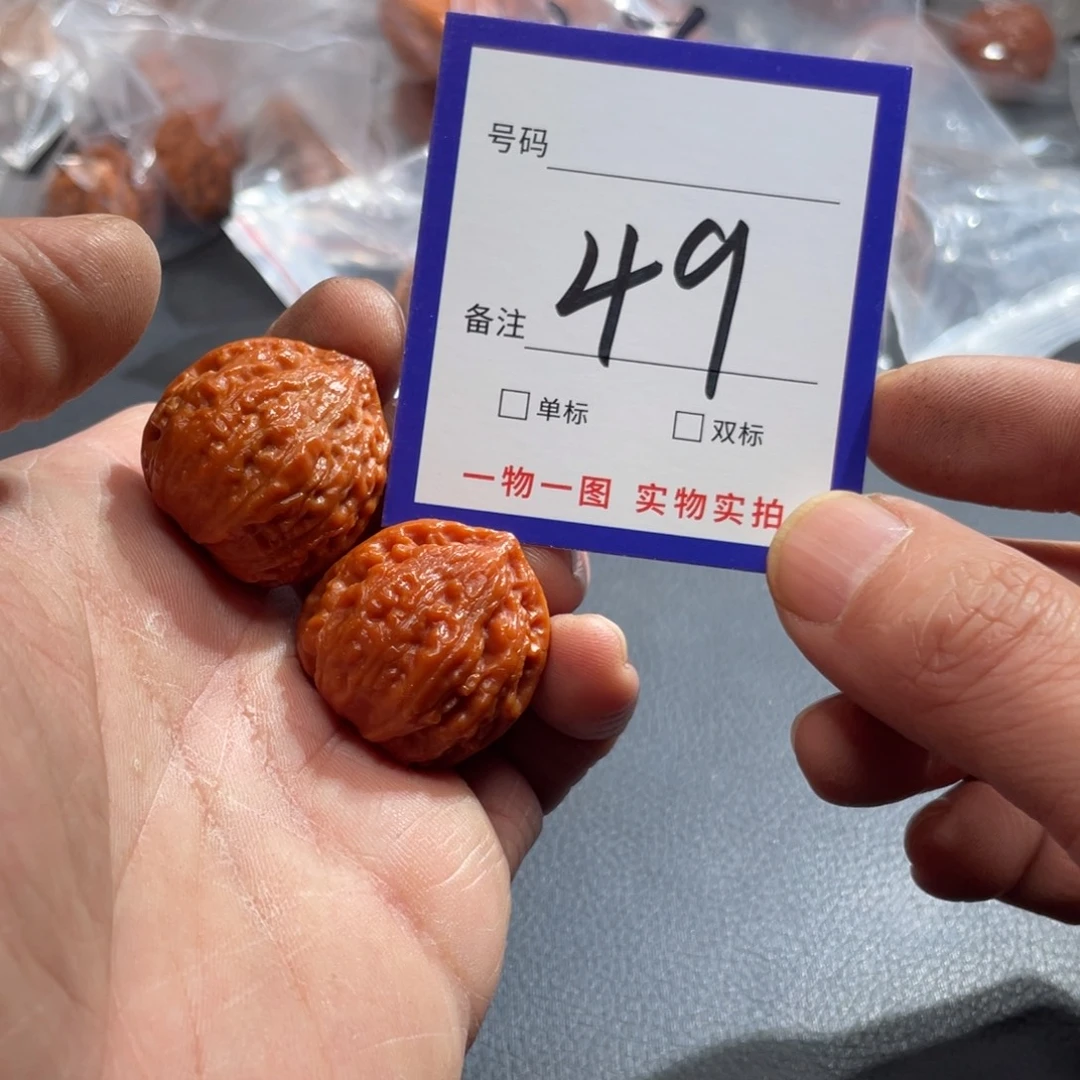 号码
49
备注
单标 双标
一物一图 实物实拍